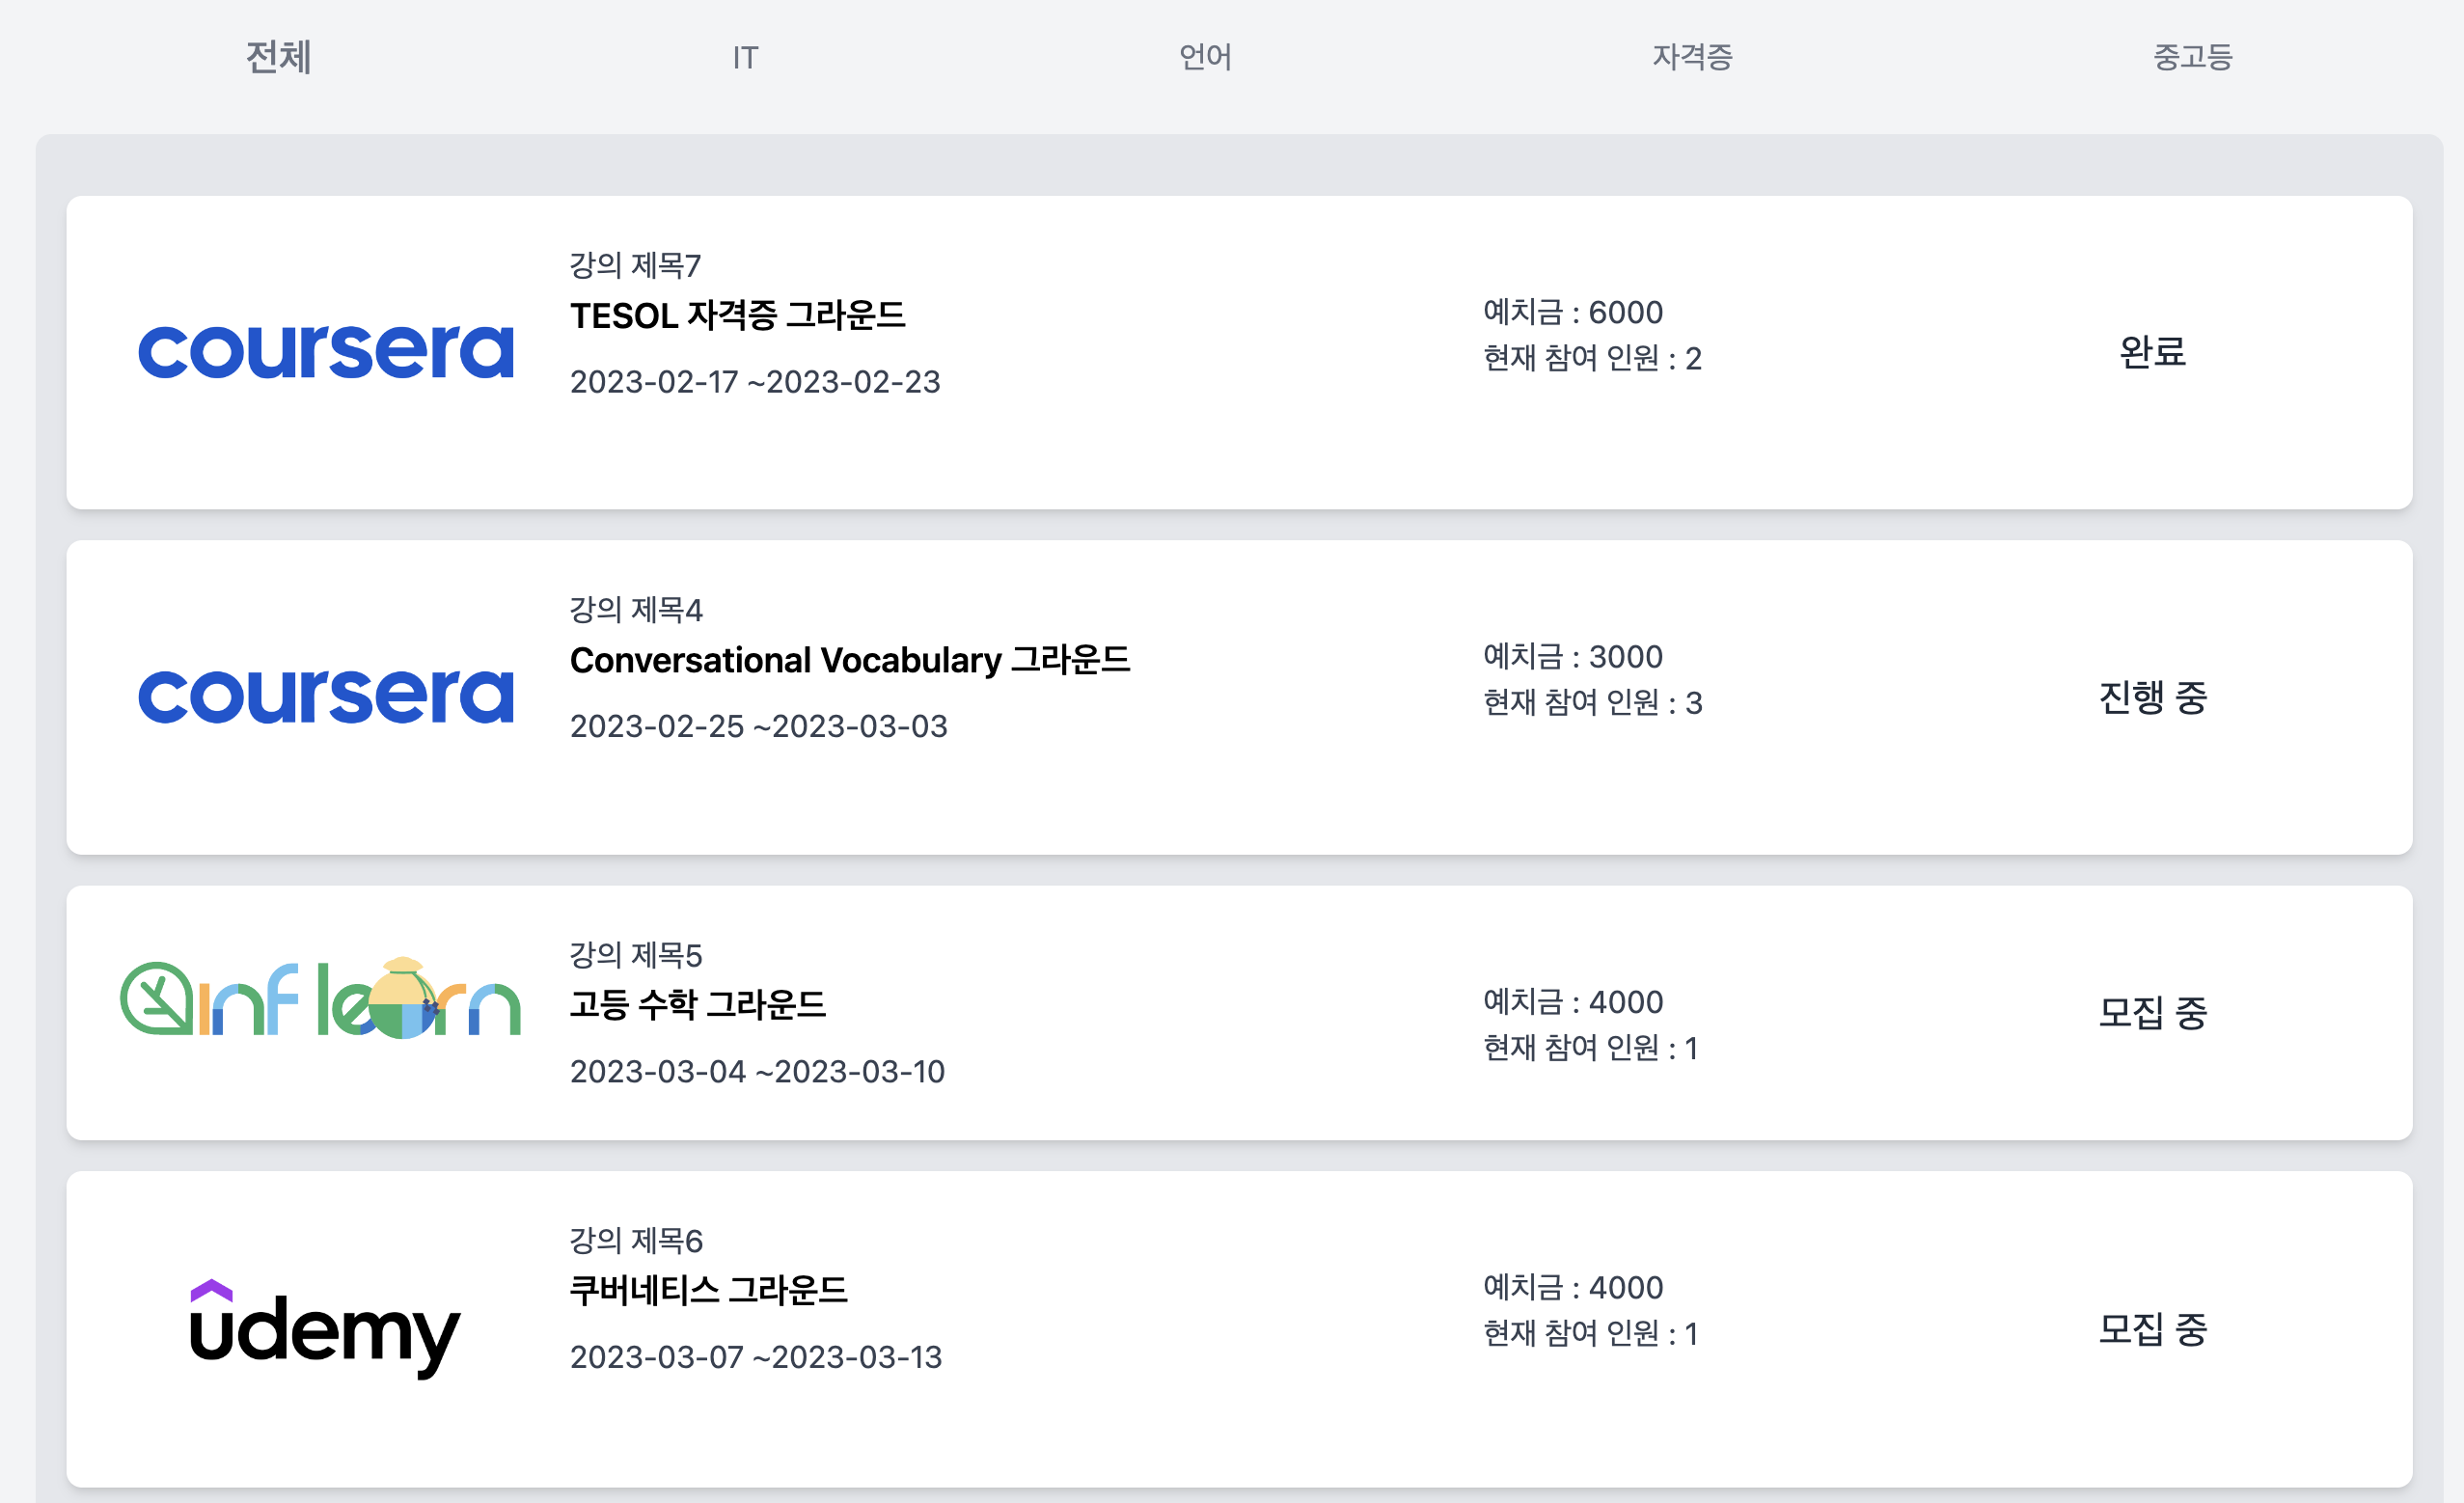 전체 IT 언어 자격증 중고등
coursera
강의 제목7
TESOL 자격증 그라운드
2023-02-17 ~2023-02-23
예치금 : 6000
현재 참여 인원 : 2
완료
coursera
강의 제목4
Conversational Vocabulary 그라운드
2023-02-25 ~2023-03-03
예치금 : 3000
현재 참여 인원 : 3
진행 중
inflearn
강의 제목5
고등 수학 그라운드
2023-03-04 ~2023-03-10
예치금 : 4000
현재 참여 인원 : 1
모집 중
udemy
강의 제목6
쿠버네티스 그라운드
2023-03-07 ~2023-03-13
예치금 : 4000
현재 참여 인원 : 1
모집 중